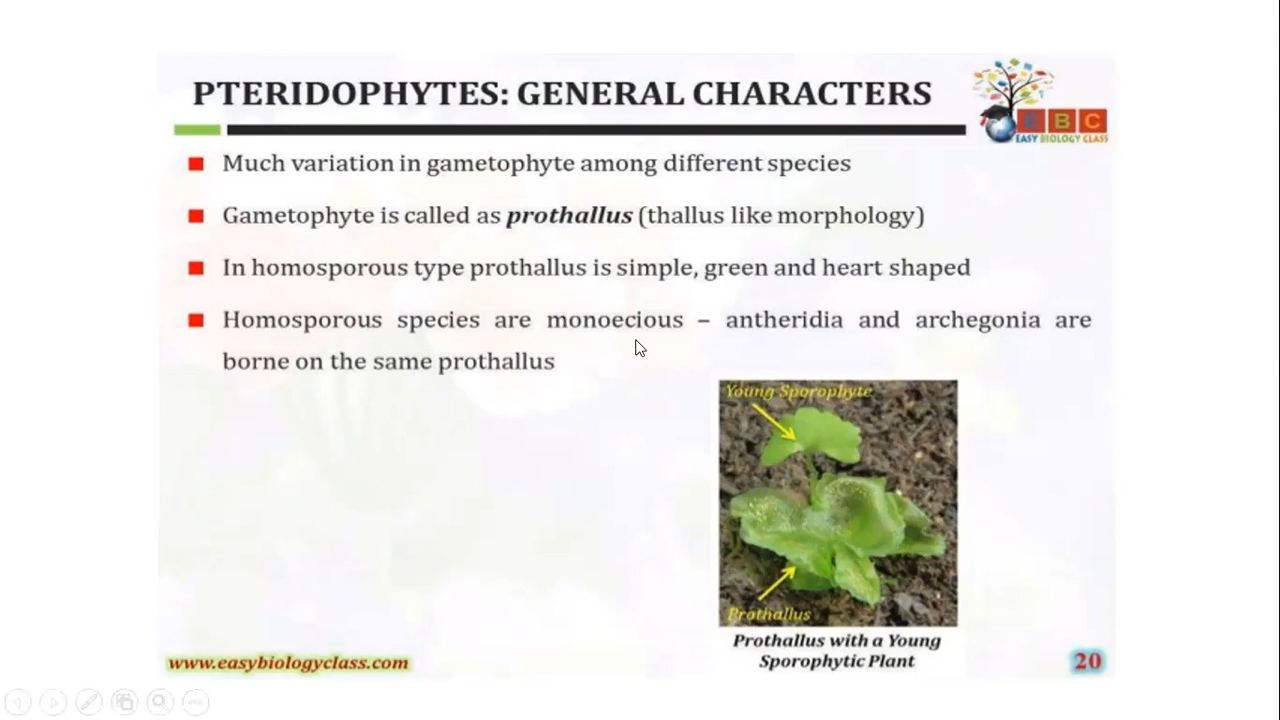 PTERIDOPHYTES: GENERAL CHARACTERS
E B C
EASY BIOLOGY CLASS
Much variation in gametophyte among different species
Gametophyte is called as prothallus (thallus like morphology)
In homosporous type prothallus is simple, green and heart shaped
Homosporous species are monoecious – antheridia and archegonia are
borne on the same prothallus
Young Sporophyte
Prothallus
Prothallus with a Young
Sporophytic Plant
www.easybiologyclass.com
20